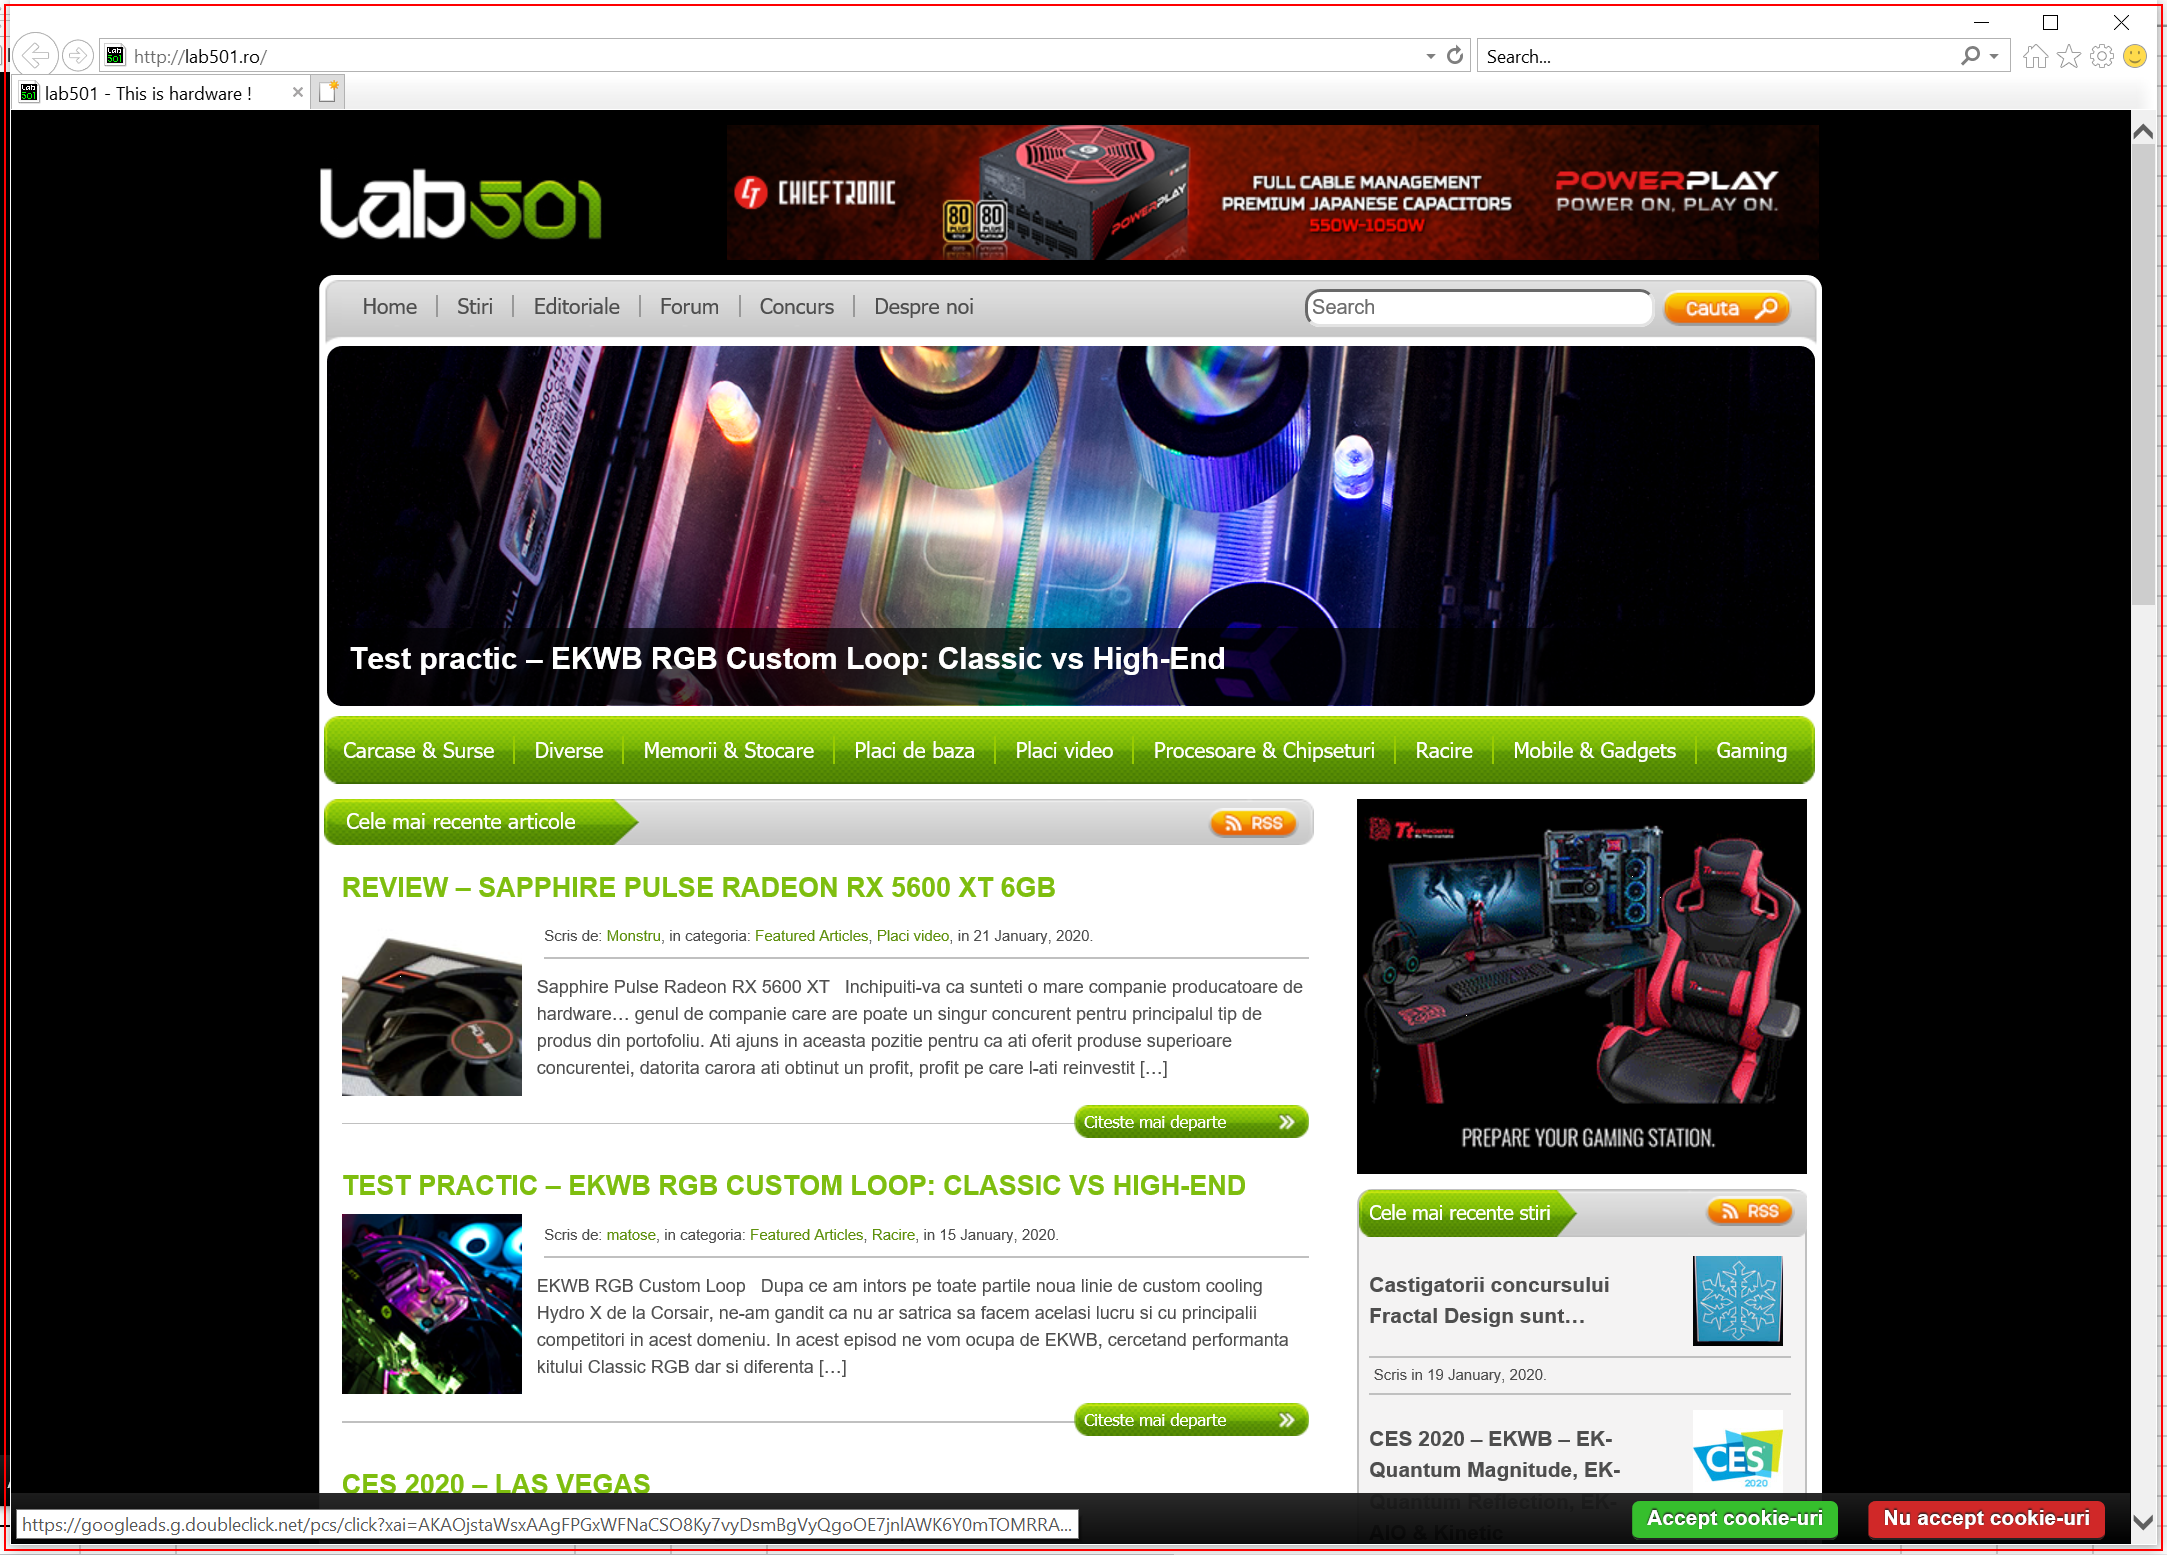 http://lab501.ro/
Search...
lab501 - This is hardware !
Lab501
CHIEFTRONIC
80 PLUS
80 PLUS
POWERPLAY
FULL CABLE MANAGEMENT
PREMIUM JAPANESE CAPACITORS
550W-1050W
POWERPLAY
POWER ON, PLAY ON.
Home
Stiri
Editoriale
Forum
Concurs
Despre noi
Search
Cauta
Test practic – EKWB RGB Custom Loop: Classic vs High-End
Carcase & Surse
Diverse
Memorii & Stocare
Placi de baza
Placi video
Procesoare & Chipseturi
Racire
Mobile & Gadgets
Gaming
Cele mai recente articole
RSS
REVIEW – SAPPHIRE PULSE RADEON RX 5600 XT 6GB
Scris de: Monstru, in categoria: Featured Articles, Placi video, in 21 January, 2020.
Sapphire Pulse Radeon RX 5600 XT   Inchipuiti-va ca sunteti o mare companie producatoare de
hardware… genul de companie care are poate un singur concurent pentru principalul tip de
produs din portofoliu. Ati ajuns in aceasta pozitie pentru ca ati oferit produse superioare
concurentei, datorita carora ati obtinut un profit, profit pe care l-ati reinvestit […]
Citeste mai departe
TEST PRACTIC – EKWB RGB CUSTOM LOOP: CLASSIC VS HIGH-END
Scris de: matose, in categoria: Featured Articles, Racire, in 15 January, 2020.
EKWB RGB Custom Loop   Dupa ce am intors pe toate partile noua linie de custom cooling
Hydro X de la Corsair, ne-am gandit ca nu ar satrica sa facem acelasi lucru si cu principalii
competitori in acest domeniu. In acest episod ne vom ocupa de EKWB, cercetand performanta
kitului Classic RGB dar si diferenta […]
Citeste mai departe
CES 2020 – LAS VEGAS
Tt ESPORTS
PREPARE YOUR GAMING STATION.
Cele mai recente stiri
RSS
Castigatorii concursului
Fractal Design sunt…
Scris in 19 January, 2020.
CES 2020 – EKWB – EK-
Quantum Magnitude, EK-
Quantum Reflection, EK-
AIO & Kinetic
CES
2020
https://googleads.g.doubleclick.net/pcs/click?xai=AKAOjstaWsxAAgFPGxWFNaCSO8Ky7vyDsmBgVyQgoOE7jnlAWK6Y0mTOMRRA...
Accept cookie-uri
Nu accept cookie-uri